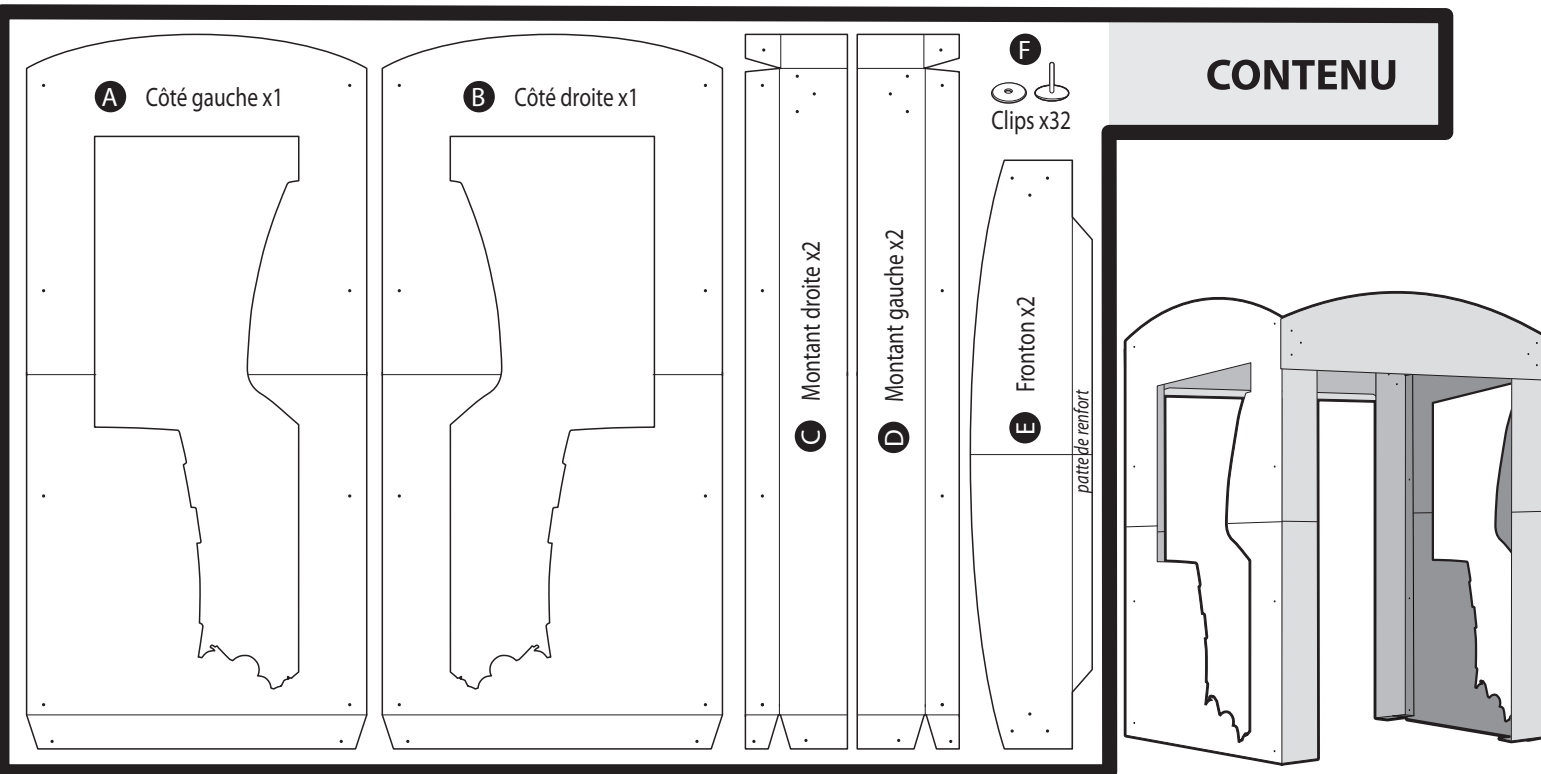 CONTENU
A Côté gauche x1
B Côté droite x1
C Montant droite x2
D Montant gauche x2
E Fronton x2
patte de renfort
F
Clips x32